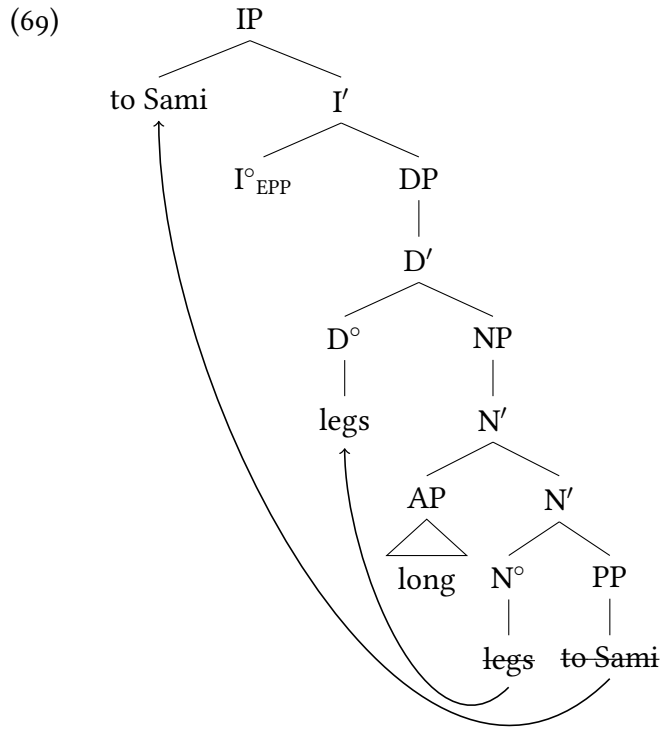 (69) IP
to Sami I′
I°EPP DP
D′
D° NP
legs N′
AP N′
long N° PP
legs to Sami